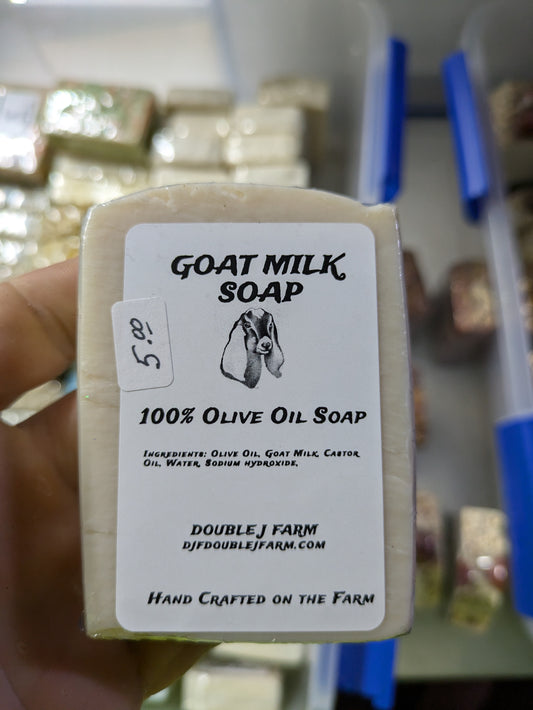 GOAT MILK
SOAP
5.00
100% OLIVE OIL SOAP
INGREDIENTS: OLIVE OIL, GOAT MILK, CASTOR
OIL, WATER, SODIUM HYDROXIDE,
DOUBLE J FARM
DJFDOUBLEJFARM.COM
HAND CRAFTED ON THE FARM